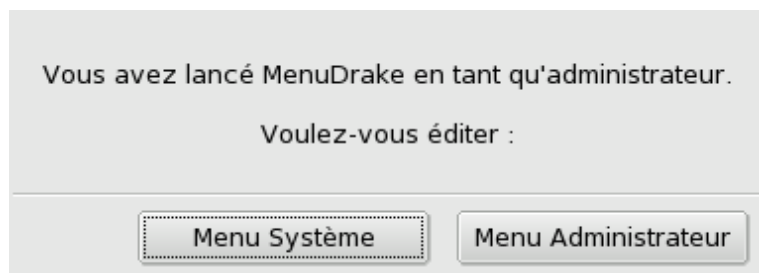 Vous avez lancé MenuDrake en tant qu'administrateur.
Voulez-vous éditer :
Menu Système
Menu Administrateur